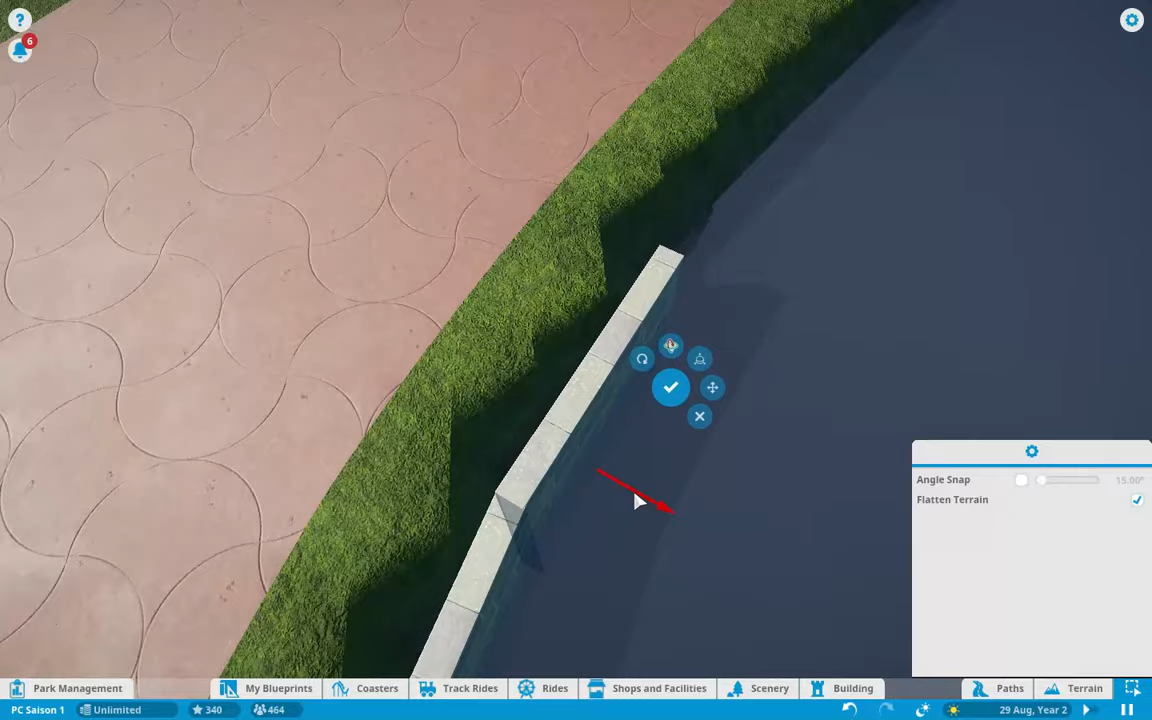 ?
6
Angle Snap 15.00°
Flatten Terrain
Park Management My Blueprints Coasters Track Rides Rides Shops and Facilities Scenery Building Paths Terrain
PC Saison 1 Unlimited 340 464 29 Aug, Year 2